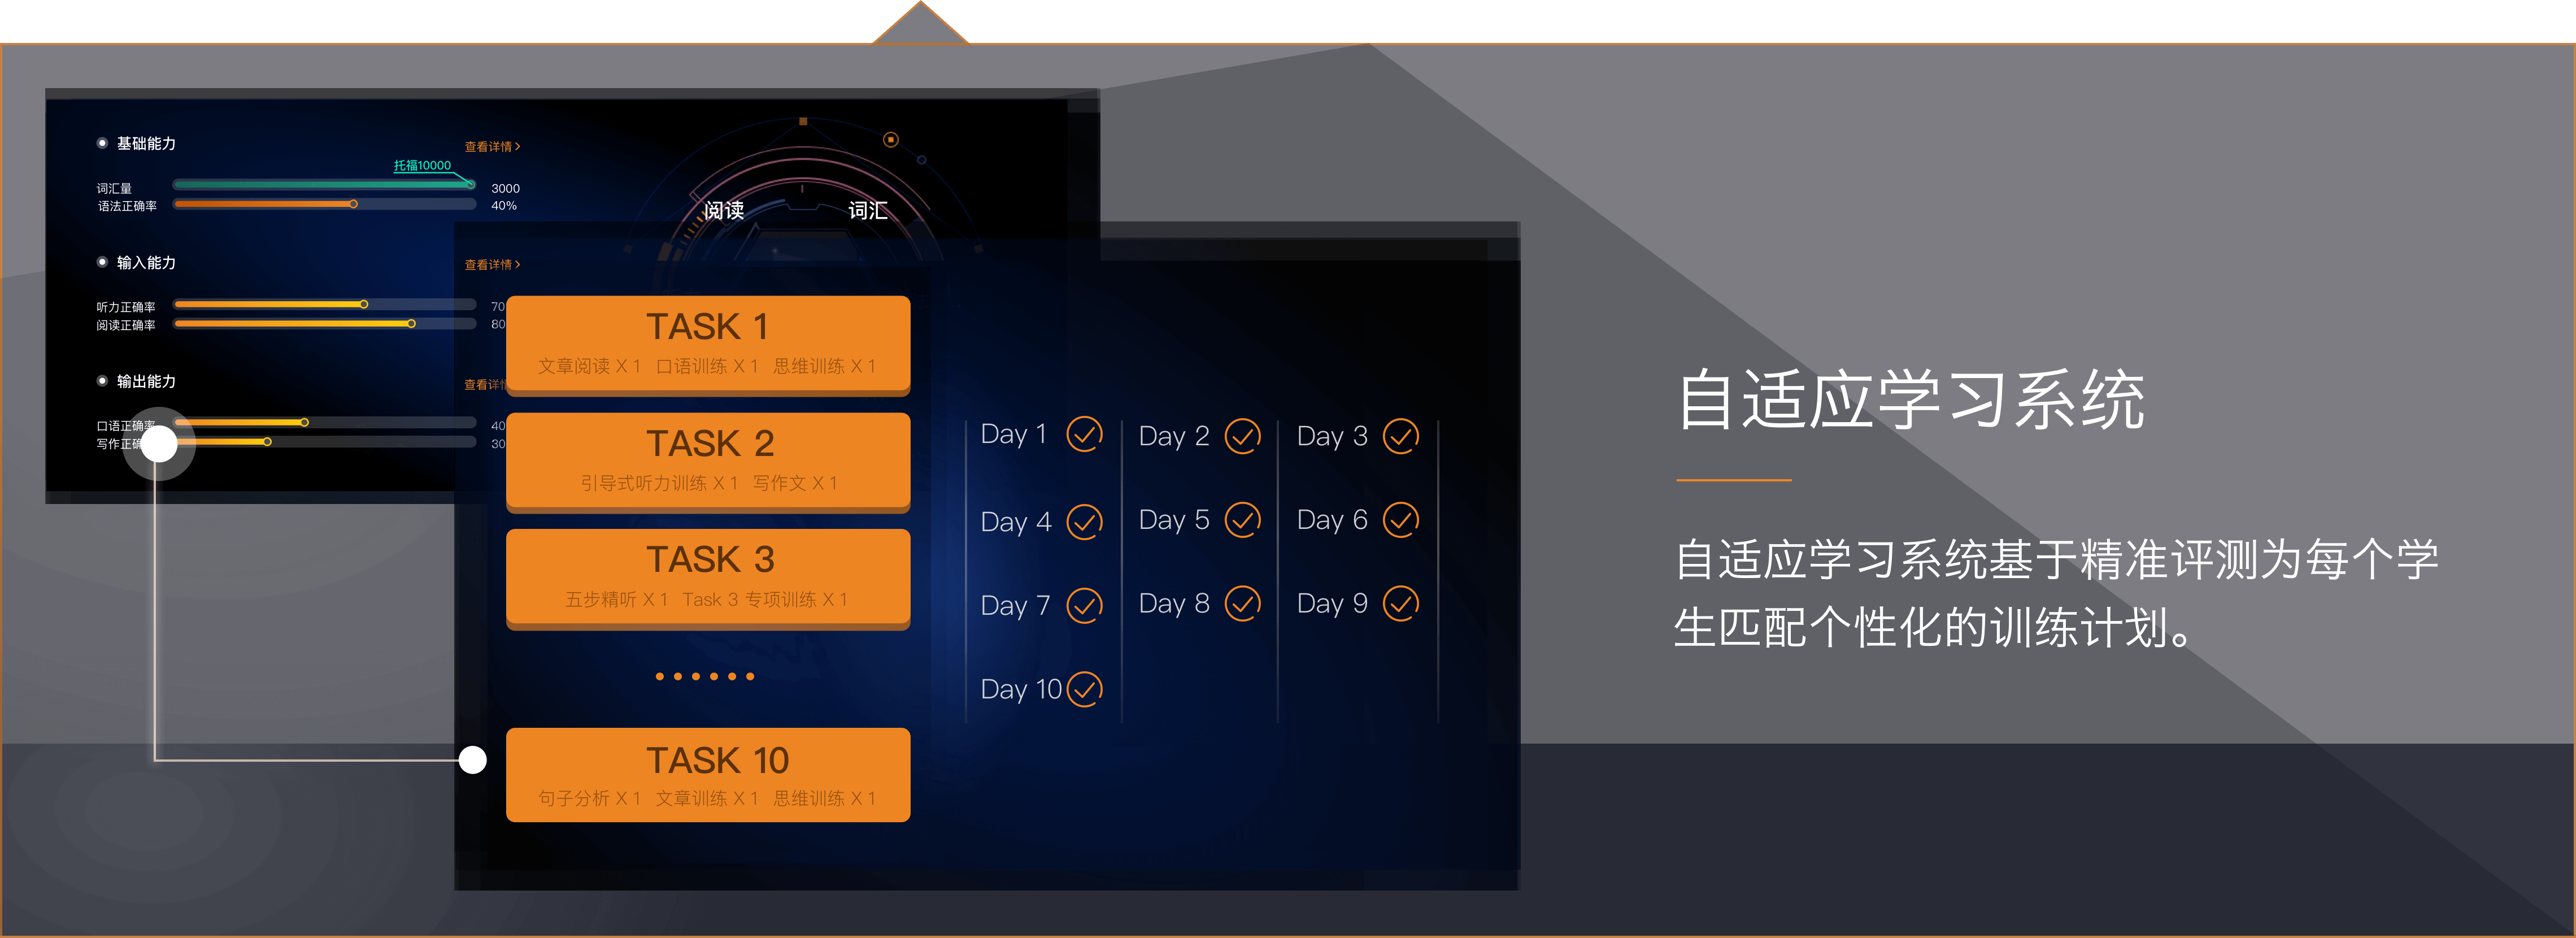 基础能力
查看详情 >
托福10000
词汇量 3000
语法正确率 40%
输入能力
查看详情 >
听力正确率 70
阅读正确率 80
输出能力
查看详
口语正确率 40
写作正确 30
阅读 词汇
TASK 1
文章阅读 X 1 口语训练 X 1 思维训练 X 1
TASK 2
引导式听力训练 X 1 写作文 X 1
TASK 3
五步精听 X 1 Task 3 专项训练 X 1
TASK 10
句子分析 X 1 文章训练 X 1 思维训练 X 1
Day 1 Day 2 Day 3
Day 4 Day 5 Day 6
Day 7 Day 8 Day 9
Day 10
自适应学习系统
自适应学习系统基于精准评测为每个学
生匹配个性化的训练计划。